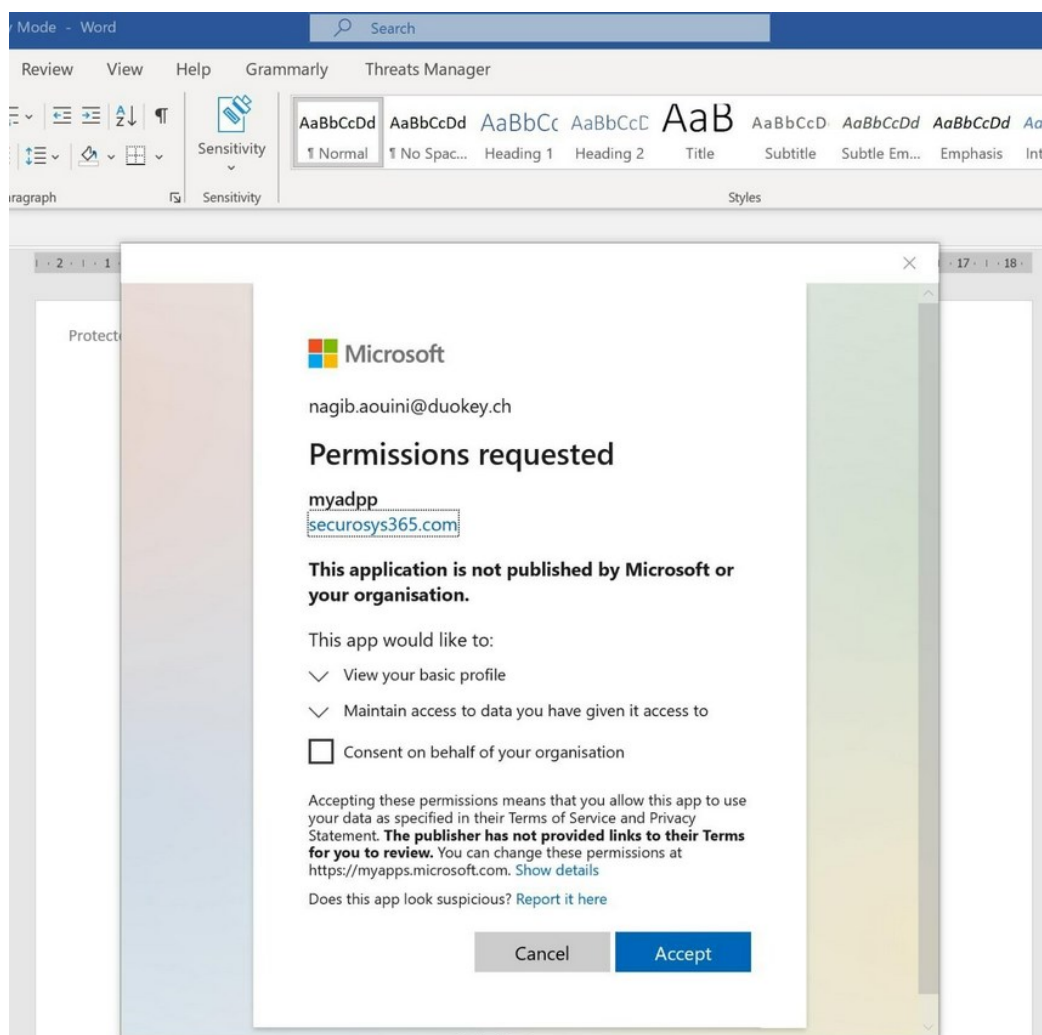 Mode - Word
Search
Review View Help Grammarly Threats Manager
AaBbCcDd AaBbCcDd AaBbCc AaBbCcD AaB AaBbCcD AaBbCcDd AaBbCcDd Aa
Sensitivity
¶ Normal ¶ No Spac... Heading 1 Heading 2 Title Subtitle Subtle Em... Emphasis Int
aragraph Sensitivity Styles
2 1 17 18
Protecte
Microsoft
nagib.aouini@duokey.ch
Permissions requested
myadpp
securosys365.com
This application is not published by Microsoft or
your organisation.
This app would like to:
View your basic profile
Maintain access to data you have given it access to
Consent on behalf of your organisation
Accepting these permissions means that you allow this app to use
your data as specified in their Terms of Service and Privacy
Statement. The publisher has not provided links to their Terms
for you to review. You can change these permissions at
https://myapps.microsoft.com. Show details
Does this app look suspicious? Report it here
Cancel Accept